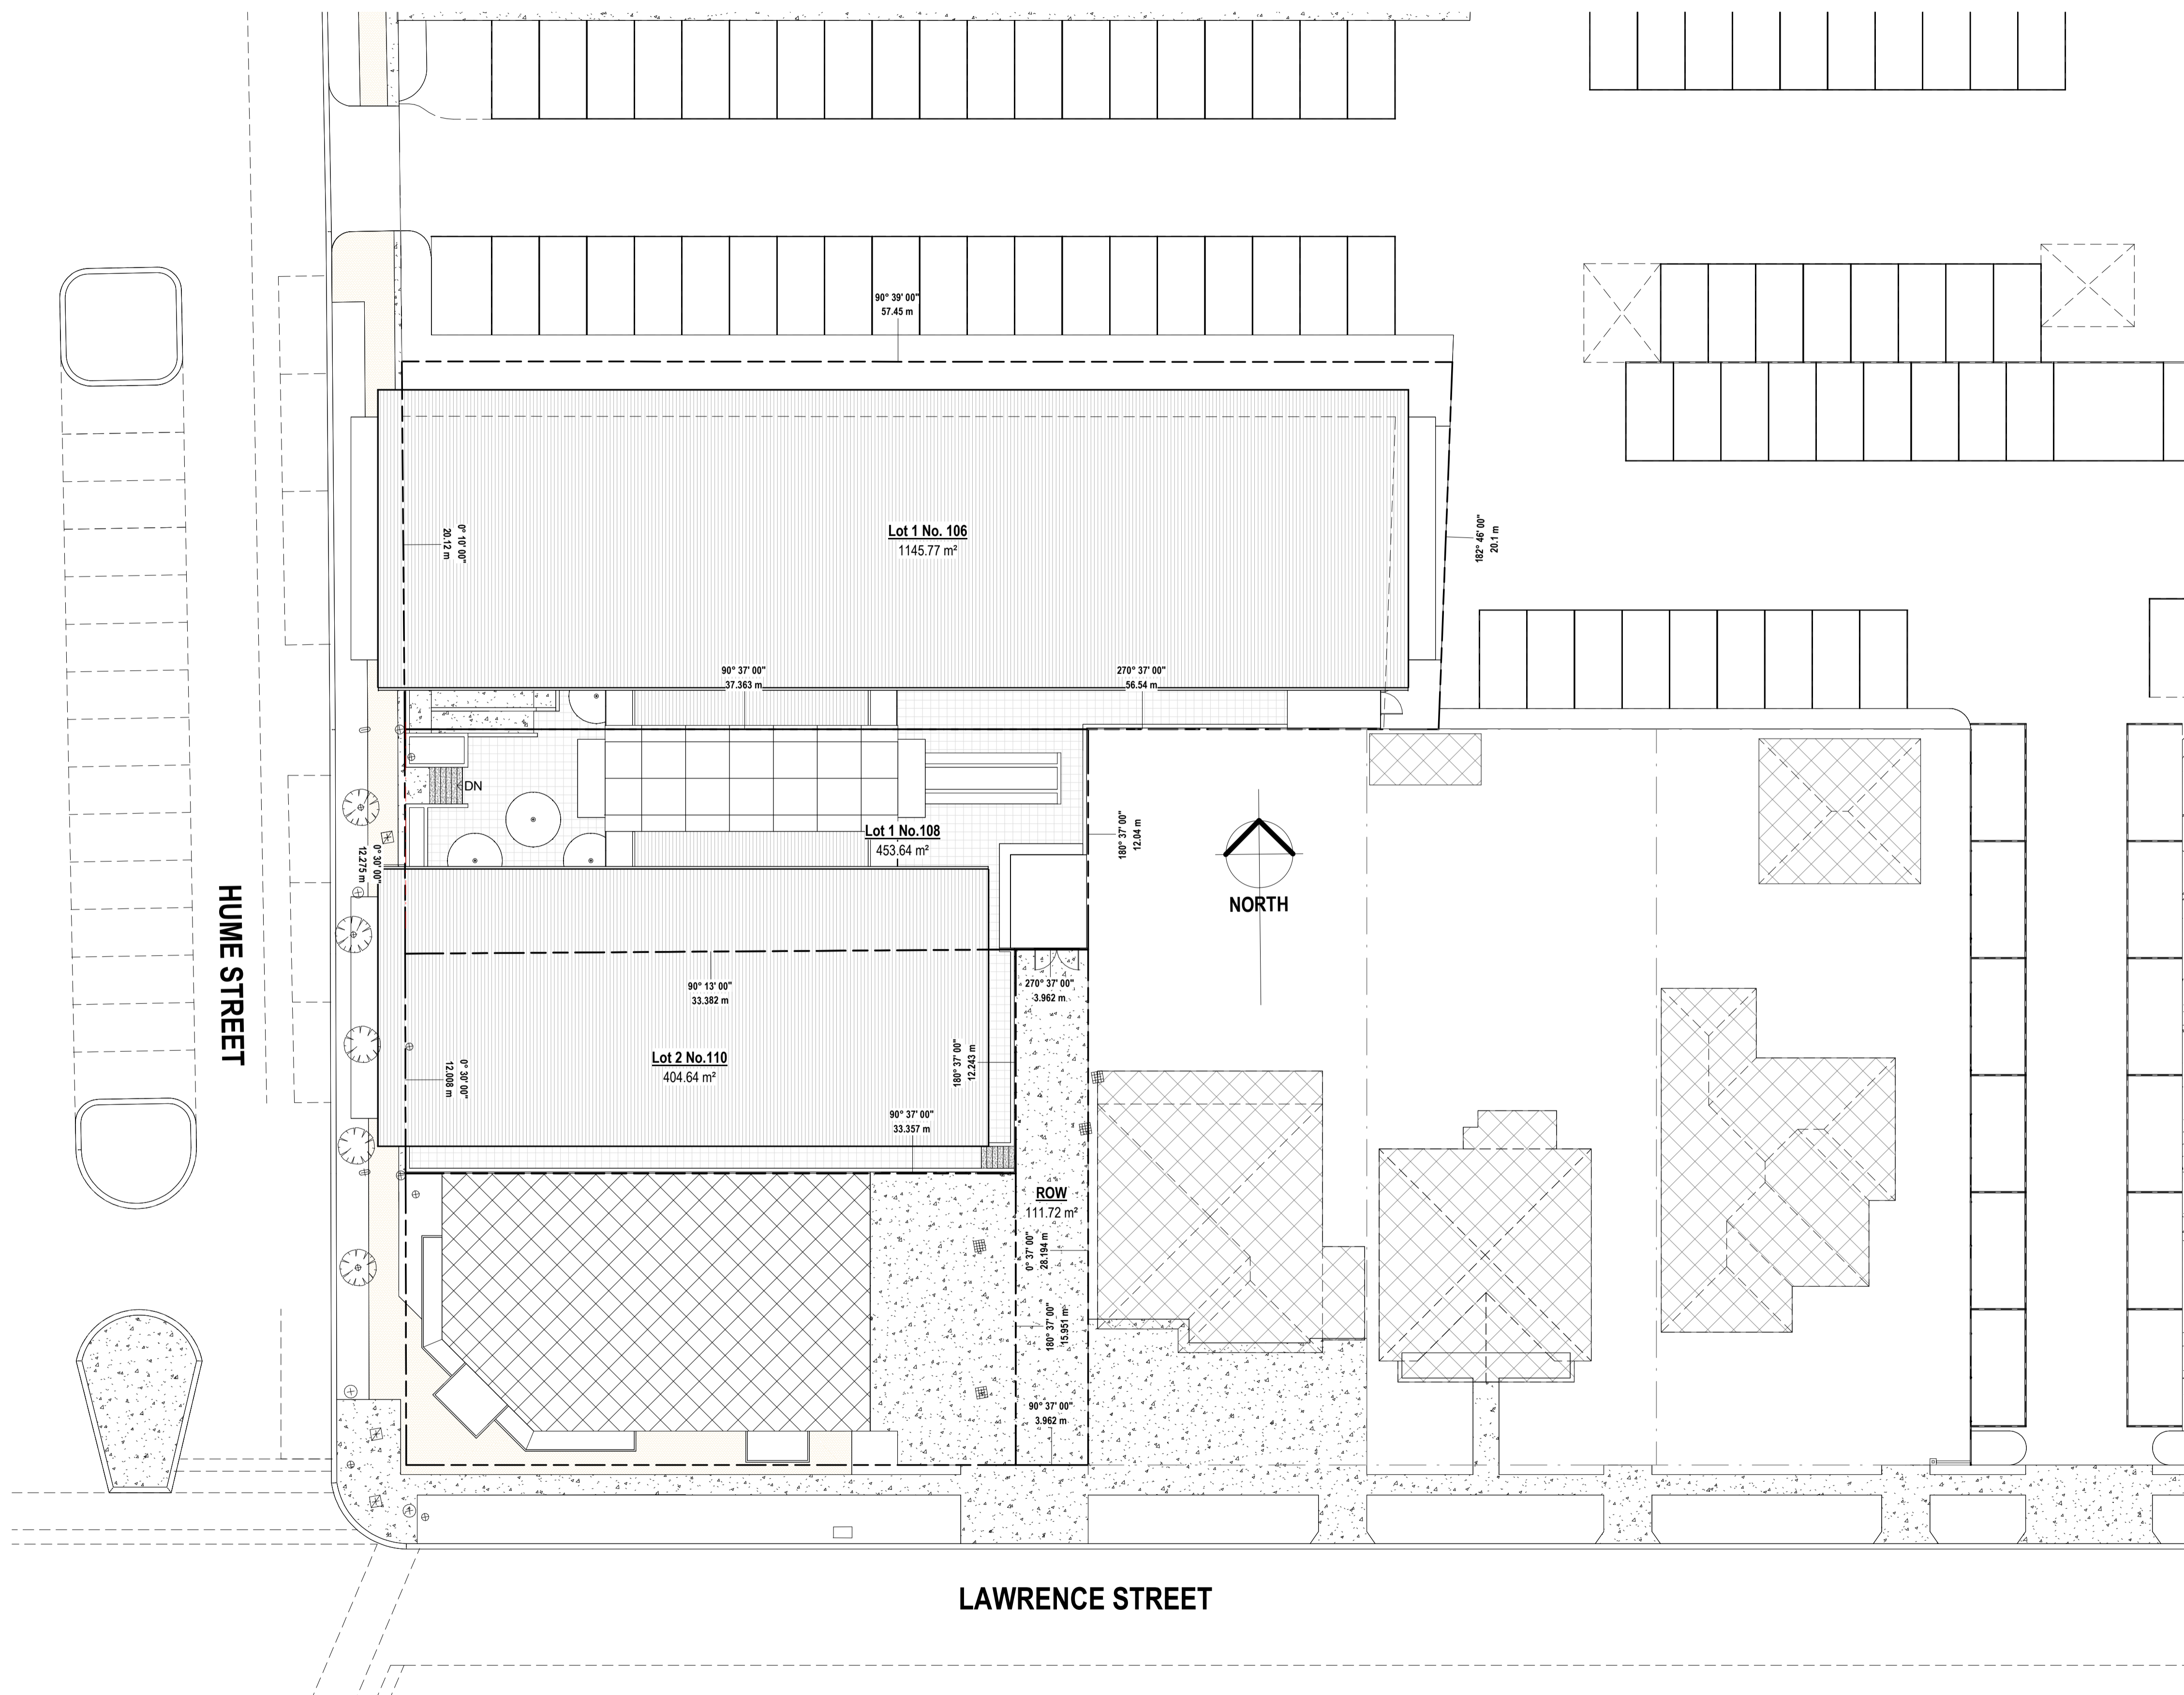 90° 39' 00"
57.45 m
Lot 1 No. 106
1145.77 m²
0° 10' 00"
20.12 m
182° 46' 00"
20.1 m
90° 37' 00"
37.363 m
270° 37' 00"
56.54 m
DN
Lot 1 No.108
453.64 m²
180° 37' 00"
12.04 m
0° 30' 00"
12.275 m
NORTH
HUME STREET
90° 13' 00"
33.382 m
270° 37' 00"
3.962 m
Lot 2 No.110
404.64 m²
0° 30' 00"
12.008 m
180° 37' 00"
12.243 m
90° 37' 00"
33.357 m
ROW
111.72 m²
0° 37' 00"
28.194 m
180° 37' 00"
15.951 m
90° 37' 00"
3.962 m
LAWRENCE STREET